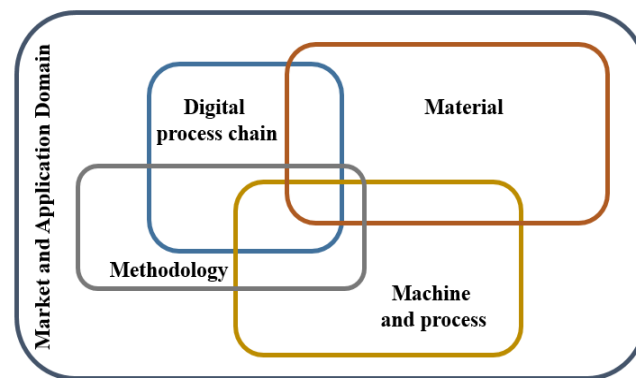 Market and Application Domain
Digital
process chain
Material
Methodology
Machine
and process